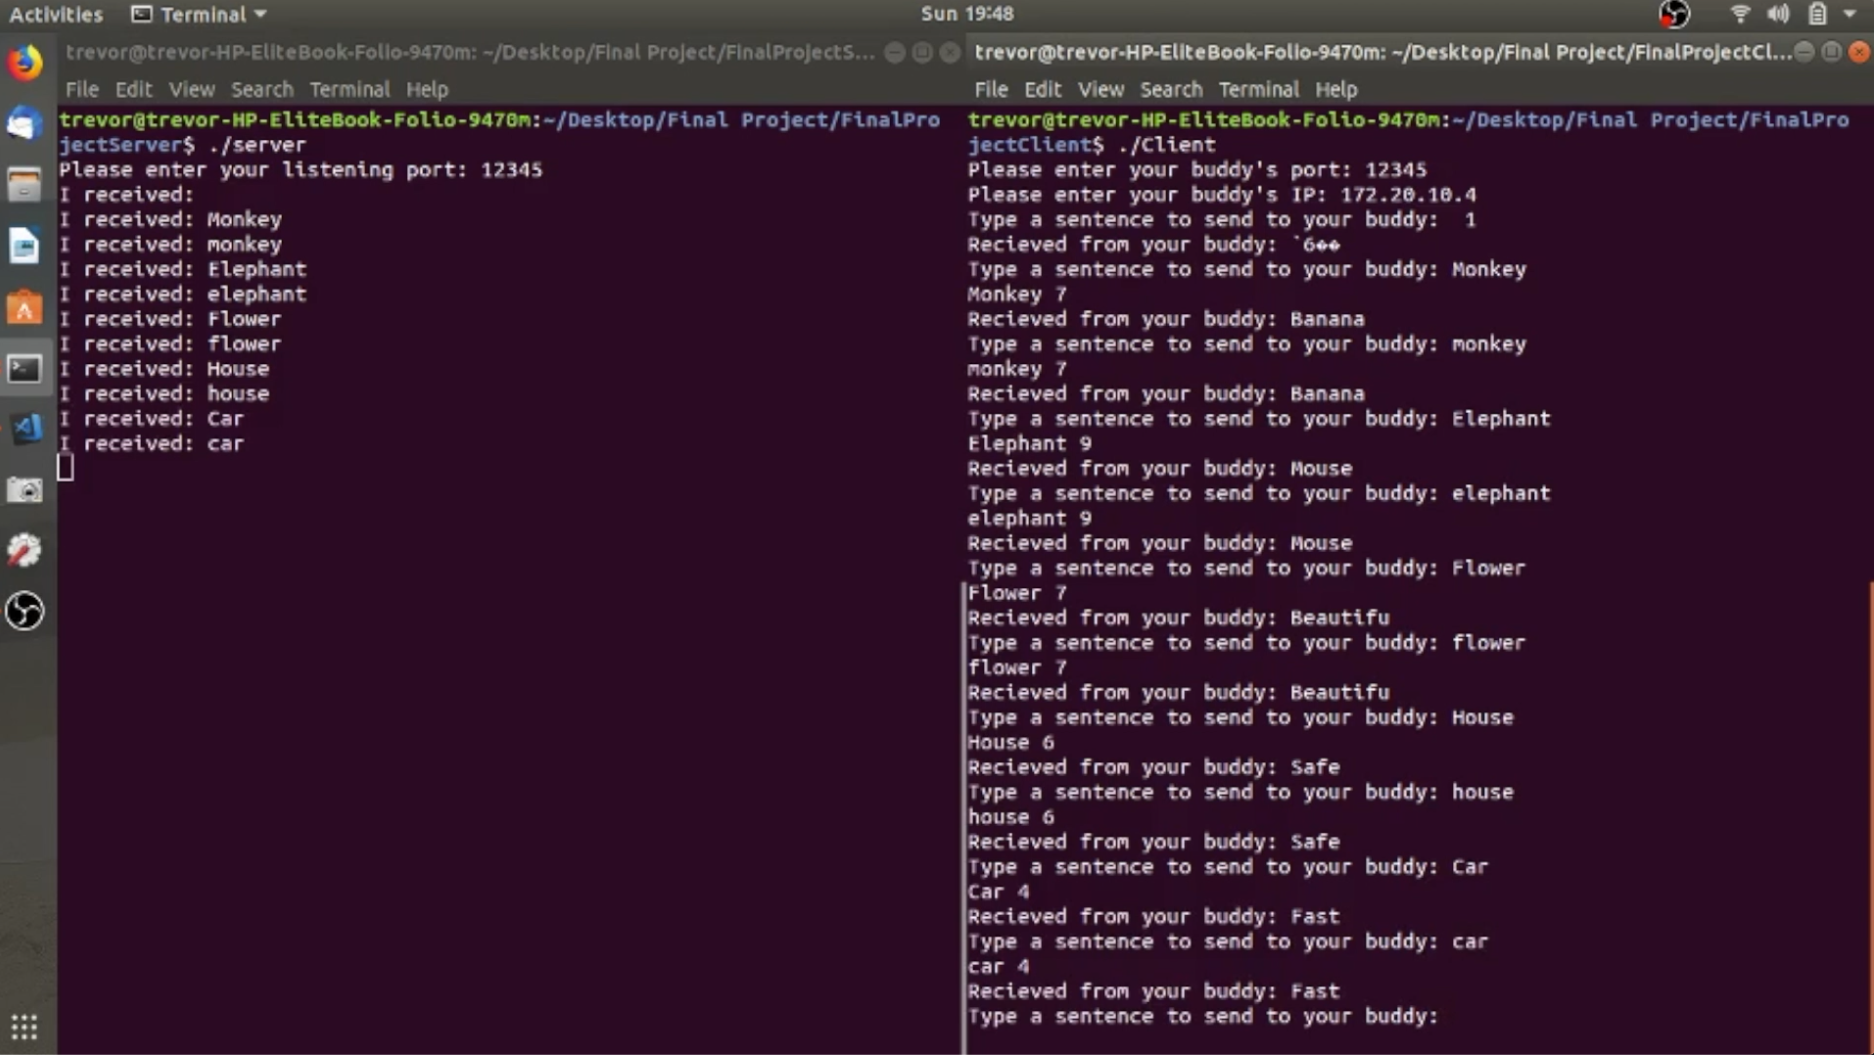 Activities Terminal Sun 19:48
trevor@trevor-HP-EliteBook-Folio-9470m: ~/Desktop/Final Project/FinalProjectS...
File Edit View Search Terminal Help
trevor@trevor-HP-EliteBook-Folio-9470m:~/Desktop/Final Project/FinalPro
jectServer$ ./server
Please enter your listening port: 12345
I received:
I received: Monkey
I received: monkey
I received: Elephant
I received: elephant
I received: Flower
I received: flower
I received: House
I received: house
I received: Car
I received: car
trevor@trevor-HP-EliteBook-Folio-9470m: ~/Desktop/Final Project/FinalProjectCl...
File Edit View Search Terminal Help
trevor@trevor-HP-EliteBook-Folio-9470m:~/Desktop/Final Project/FinalPro
jectClient$ ./Client
Please enter your buddy's port: 12345
Please enter your buddy's IP: 172.20.10.4
Type a sentence to send to your buddy:  1
Recieved from your buddy: `6��
Type a sentence to send to your buddy: Monkey
Monkey 7
Recieved from your buddy: Banana
Type a sentence to send to your buddy: monkey
monkey 7
Recieved from your buddy: Banana
Type a sentence to send to your buddy: Elephant
Elephant 9
Recieved from your buddy: Mouse
Type a sentence to send to your buddy: elephant
elephant 9
Recieved from your buddy: Mouse
Type a sentence to send to your buddy: Flower
Flower 7
Recieved from your buddy: Beautifu
Type a sentence to send to your buddy: flower
flower 7
Recieved from your buddy: Beautifu
Type a sentence to send to your buddy: House
House 6
Recieved from your buddy: Safe
Type a sentence to send to your buddy: house
house 6
Recieved from your buddy: Safe
Type a sentence to send to your buddy: Car
Car 4
Recieved from your buddy: Fast
Type a sentence to send to your buddy: car
car 4
Recieved from your buddy: Fast
Type a sentence to send to your buddy: